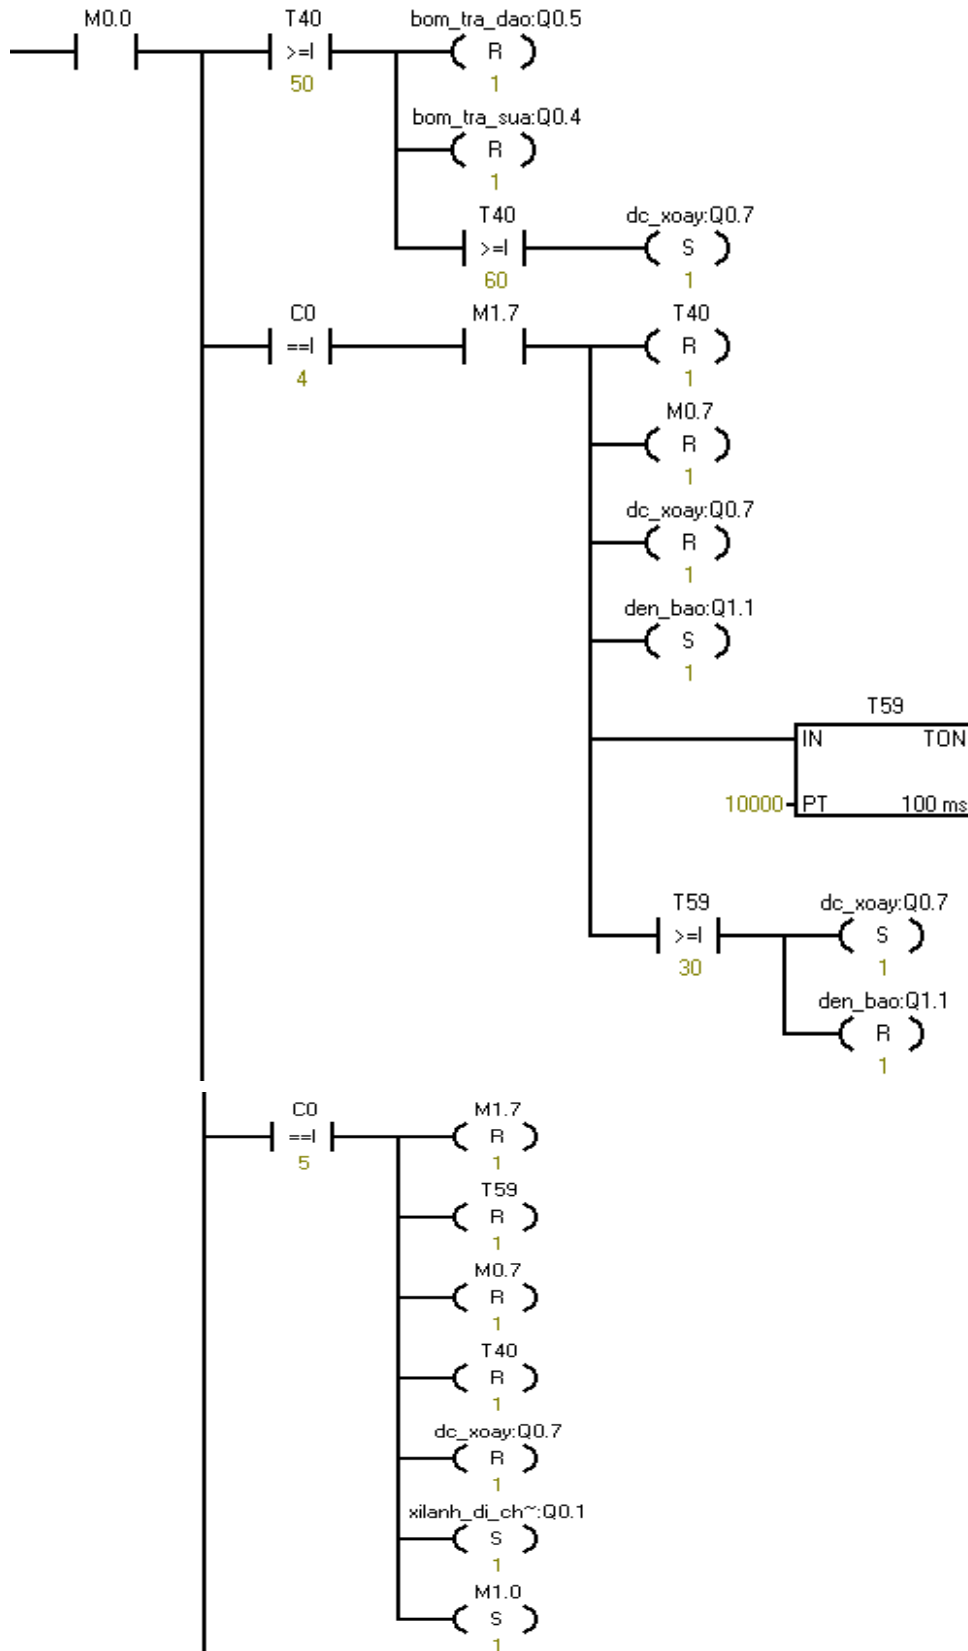 M0.0 T40 bom_tra_dao:Q0.5
>=I R
50 1
bom_tra_sua:Q0.4
R
1
T40 dc_xoay:Q0.7
>=I S
60 1
C0 M1.7 T40
==I R
4 1
M0.7
R
1
dc_xoay:Q0.7
R
1
den_bao:Q1.1
S
1
T59
IN TON
10000 PT 100 ms
T59 dc_xoay:Q0.7
>=I S
30 1
den_bao:Q1.1
R
1
C0 M1.7
==I R
5 1
T59
R
1
M0.7
R
1
T40
R
1
dc_xoay:Q0.7
R
1
xilanh_di_ch~:Q0.1
S
1
M1.0
S
1